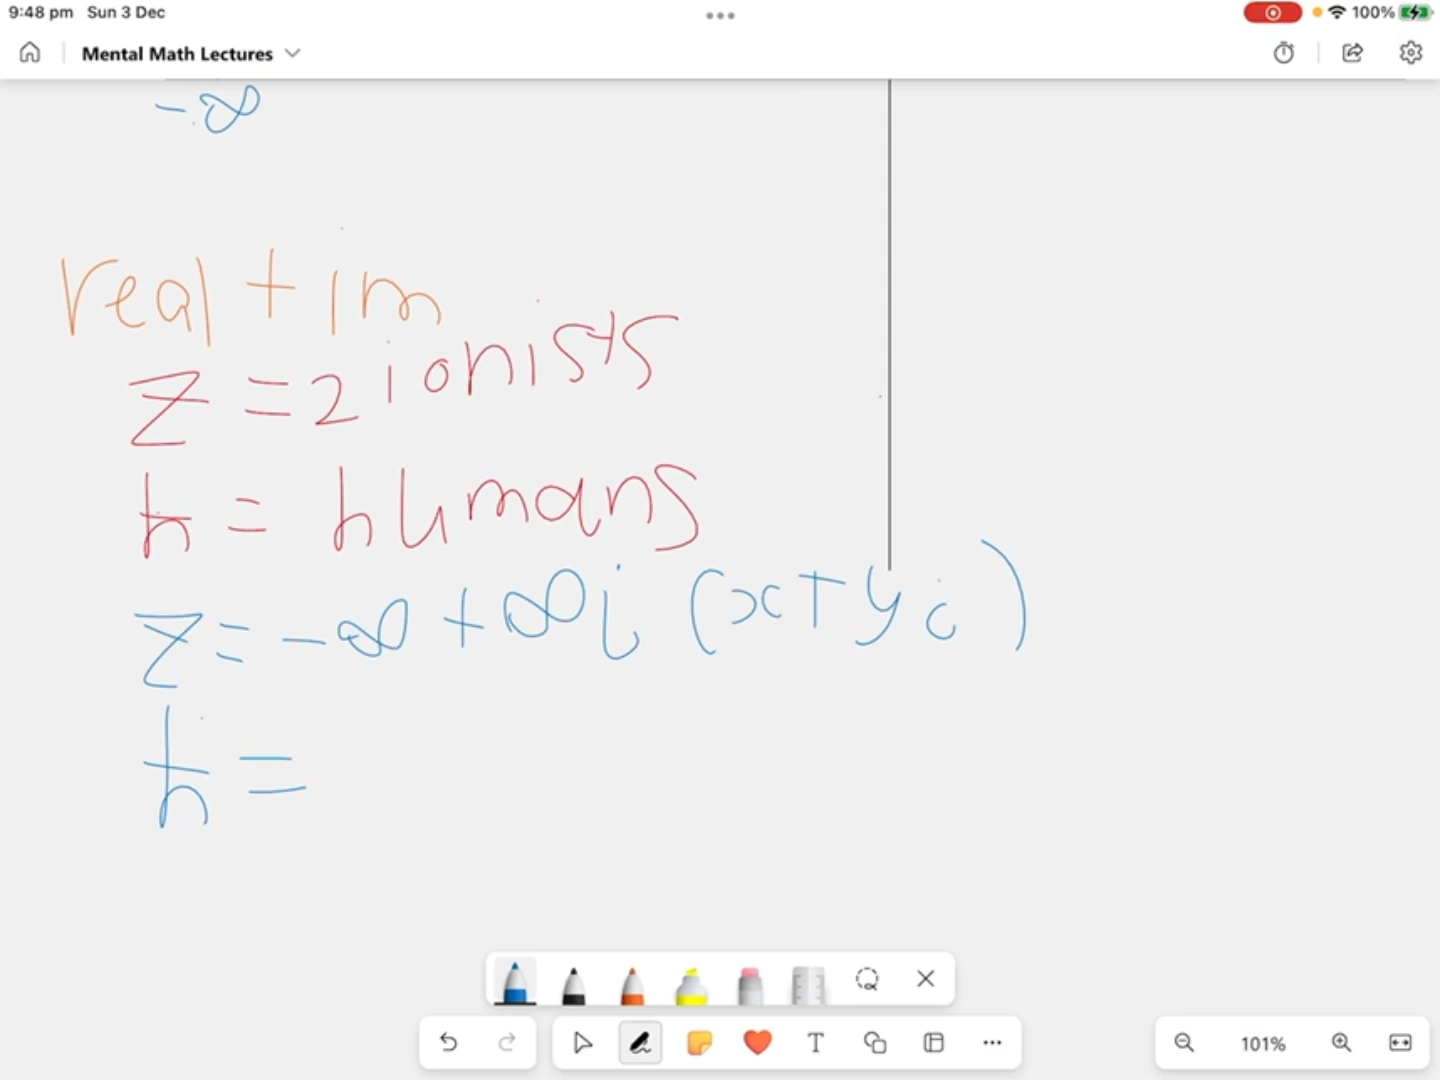 9:48 pm Sun 3 Dec 100%
Mental Math Lectures
-∞
real + im
z = zionists
ħ = humans
z = -∞ + ∞i (x+yi)
ħ =
T 101%